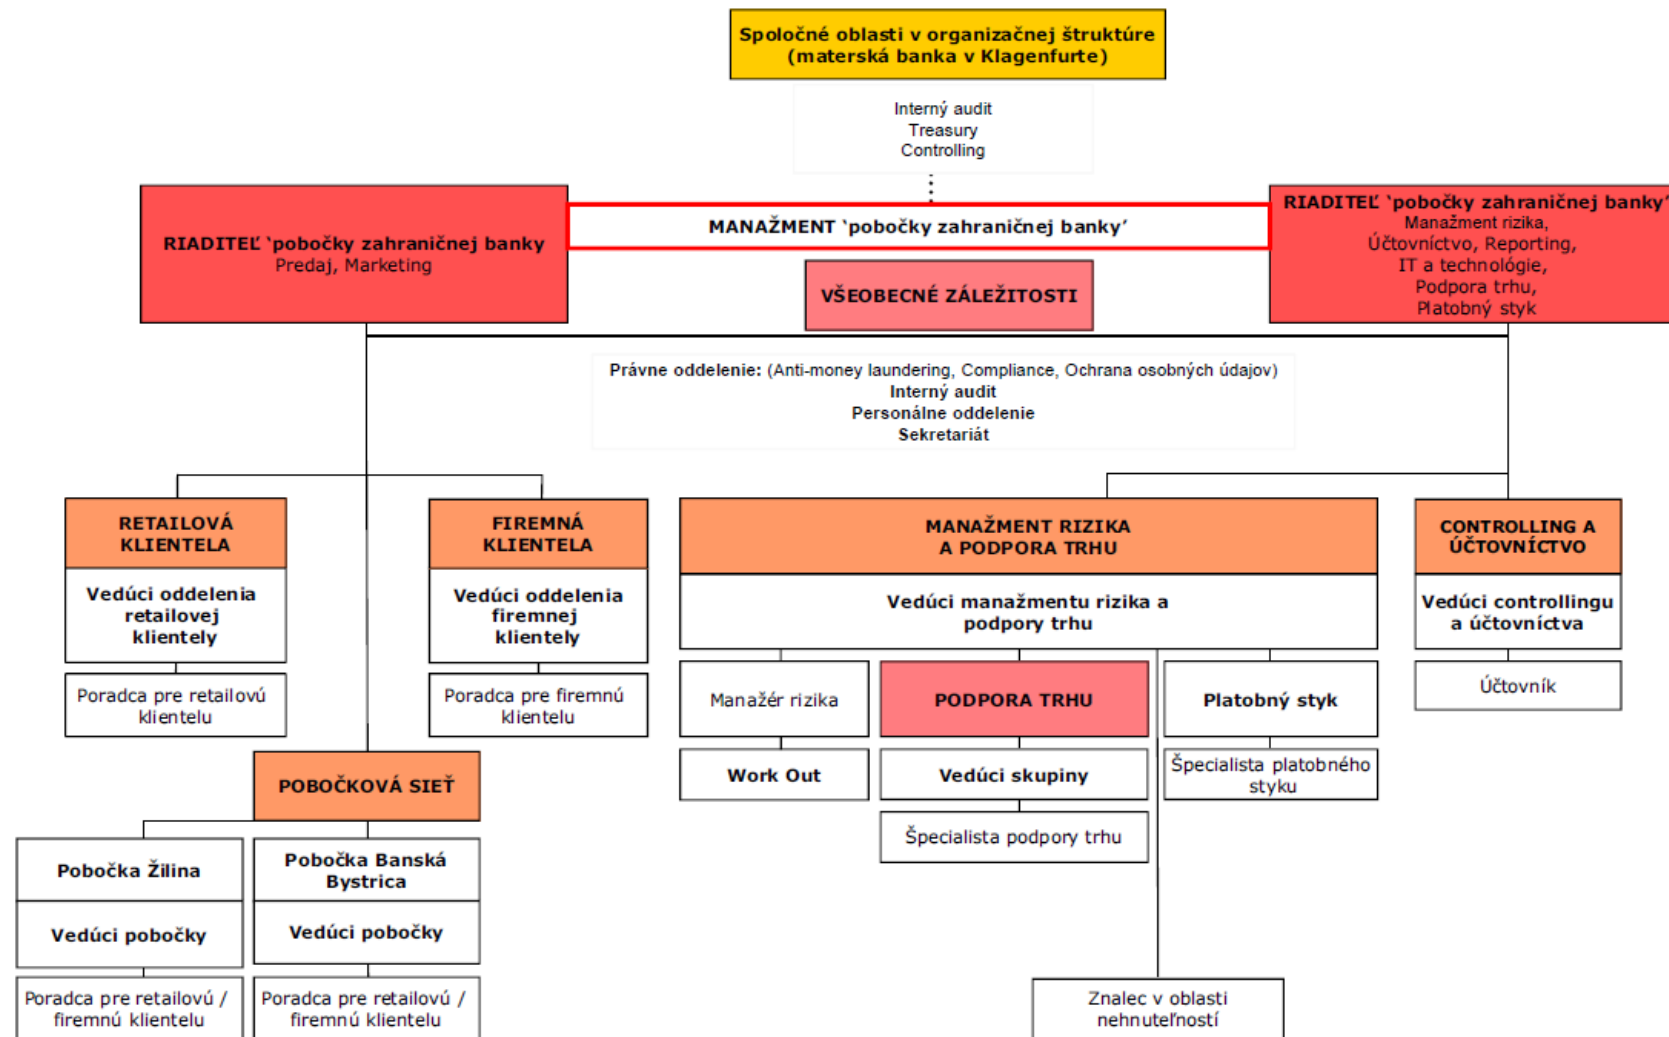 Spoločné oblasti v organizačnej štruktúre
(materská banka v Klagenfurte)
Interný audit
Treasury
Controlling
RIADITEĽ ‘pobočky zahraničnej banky
Predaj, Marketing
MANAŽMENT ‘pobočky zahraničnej banky’
RIADITEĽ ‘pobočky zahraničnej banky’
Manažment rizika,
Účtovníctvo, Reporting,
IT a technológie,
Podpora trhu,
Platobný styk
VŠEOBECNÉ ZÁLEŽITOSTI
Právne oddelenie: (Anti-money laundering, Compliance, Ochrana osobných údajov)
Interný audit
Personálne oddelenie
Sekretariát
RETAILOVÁ
KLIENTELA
Vedúci oddelenia
retailovej
klientely
Poradca pre retailovú
klientelu
FIREMNÁ
KLIENTELA
Vedúci oddelenia
firemnej
klientely
Poradca pre firemnú
klientelu
MANAŽMENT RIZIKA
A PODPORA TRHU
Vedúci manažmentu rizika a
podpory trhu
CONTROLLING A
ÚČTOVNÍCTVO
Vedúci controllingu
a účtovníctva
Účtovník
Manažér rizika
Work Out
PODPORA TRHU
Vedúci skupiny
Špecialista podpory trhu
Platobný styk
Špecialista platobného
styku
POBOČKOVÁ SIEŤ
Pobočka Žilina
Vedúci pobočky
Poradca pre retailovú /
firemnú klientelu
Pobočka Banská
Bystrica
Vedúci pobočky
Poradca pre retailovú /
firemnú klientelu
Znalec v oblasti
nehnuteľností